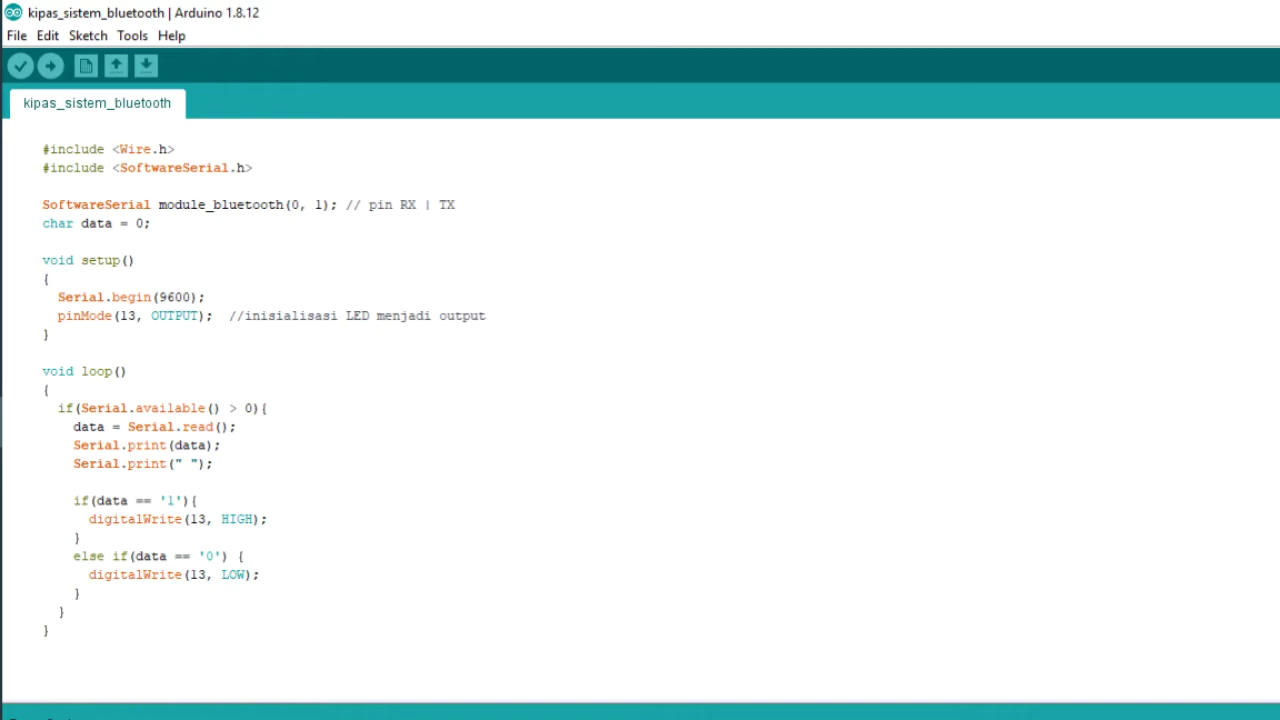 kipas_sistem_bluetooth | Arduino 1.8.12
File Edit Sketch Tools Help
kipas_sistem_bluetooth
#include <Wire.h>
#include <SoftwareSerial.h>
SoftwareSerial module_bluetooth(0, 1); // pin RX | TX
char data = 0;
void setup()
{
Serial.begin(9600);
pinMode(13, OUTPUT); //inisialisasi LED menjadi output
}
void loop()
{
if(Serial.available() > 0){
data = Serial.read();
Serial.print(data);
Serial.print(" ");
if(data == '1'){
digitalWrite(13, HIGH);
}
else if(data == '0') {
digitalWrite(13, LOW);
}
}
}